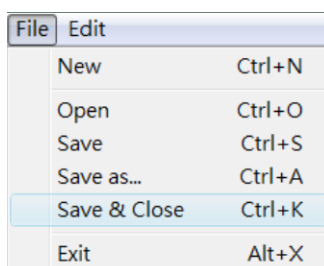 File Edit
New Ctrl+N
Open Ctrl+O
Save Ctrl+S
Save as... Ctrl+A
Save & Close Ctrl+K
Exit Alt+X